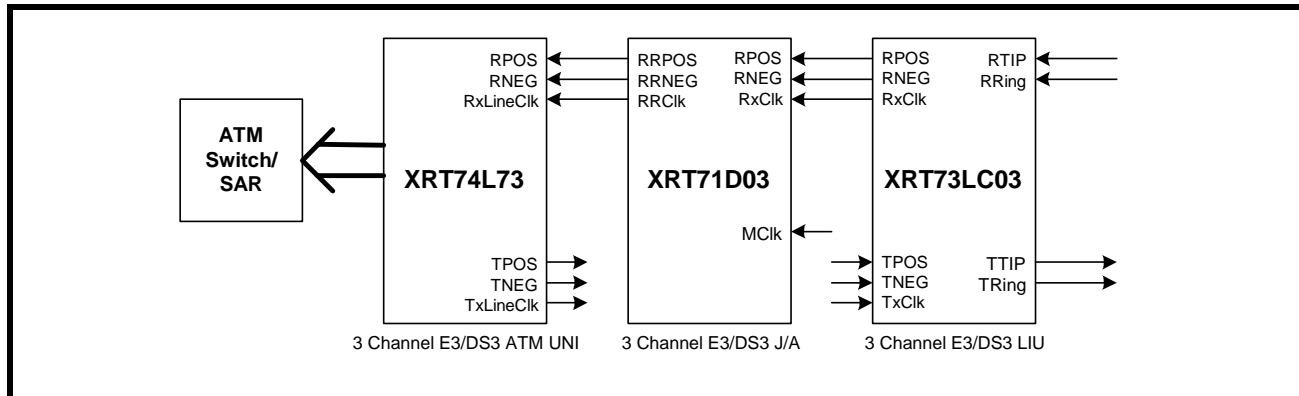 ATM
Switch/
SAR
RPOS
RNEG
RxLineClk
XRT74L73
TPOS
TNEG
TxLineClk
3 Channel E3/DS3 ATM UNI
RRPOS
RRNEG
RRClk
RPOS
RNEG
RxClk
XRT71D03
MClk
3 Channel E3/DS3 J/A
RPOS
RNEG
RxClk
RTIP
RRing
XRT73LC03
TPOS
TNEG
TxClk
TTIP
TRing
3 Channel E3/DS3 LIU